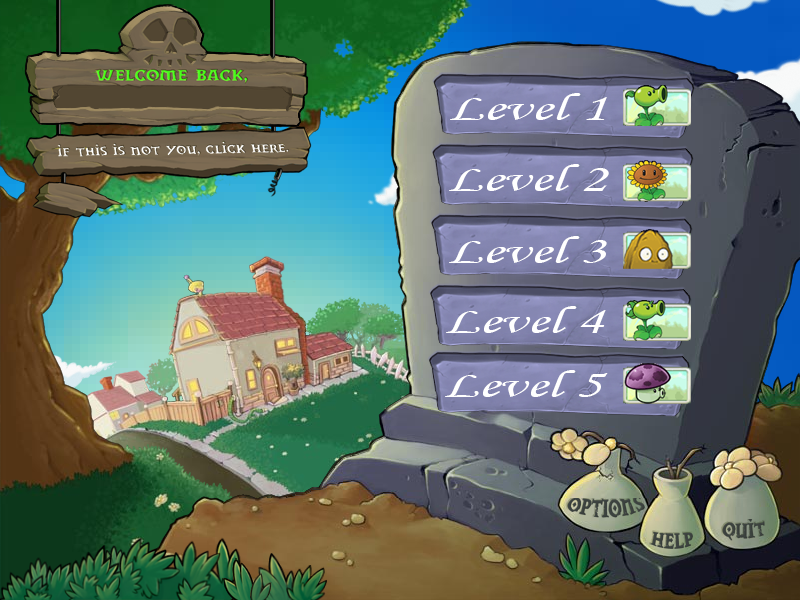 WELCOME BACK,
IF THIS IS NOT YOU, CLICK HERE.
Level 1
Level 2
Level 3
Level 4
Level 5
OPTIONS
HELP
QUIT